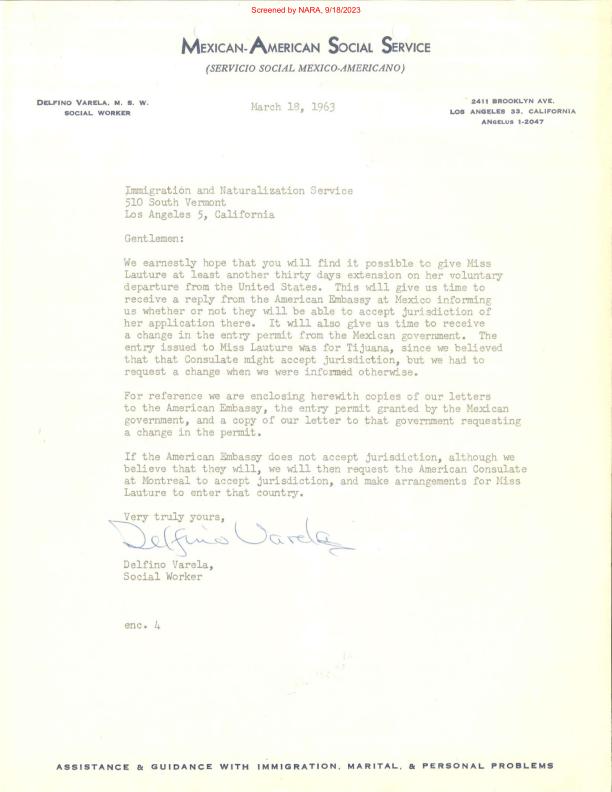 Screened by NARA, 9/18/2023
MEXICAN-AMERICAN SOCIAL SERVICE
(SERVICIO SOCIAL MEXICO-AMERICANO)
DELFINO VARELA, M. S. W.
SOCIAL WORKER
March 18, 1963
2411 BROOKLYN AVE.
LOS ANGELES 33, CALIFORNIA
ANGELUS 1-2047
Immigration and Naturalization Service
510 South Vermont
Los Angeles 5, California
Gentlemen:
We earnestly hope that you will find it possible to give Miss
Lauture at least another thirty days extension on her voluntary
departure from the United States. This will give us time to
receive a reply from the American Embassy at Mexico informing
us whether or not they will be able to accept jurisdiction of
her application there. It will also give us time to receive
a change in the entry permit from the Mexican government. The
entry issued to Miss Lauture was for Tijuana, since we believed
that that Consulate might accept jurisdiction, but we had to
request a change when we were informed otherwise.
For reference we are enclosing herewith copies of our letters
to the American Embassy, the entry permit granted by the Mexican
government, and a copy of our letter to that government requesting
a change in the permit.
If the American Embassy does not accept jurisdiction, although we
believe that they will, we will then request the American Consulate
at Montreal to accept jurisdiction, and make arrangements for Miss
Lauture to enter that country.
Very truly yours,
Delfino Varela
Delfino Varela,
Social Worker
enc. 4
ASSISTANCE & GUIDANCE WITH IMMIGRATION, MARITAL, & PERSONAL PROBLEMS